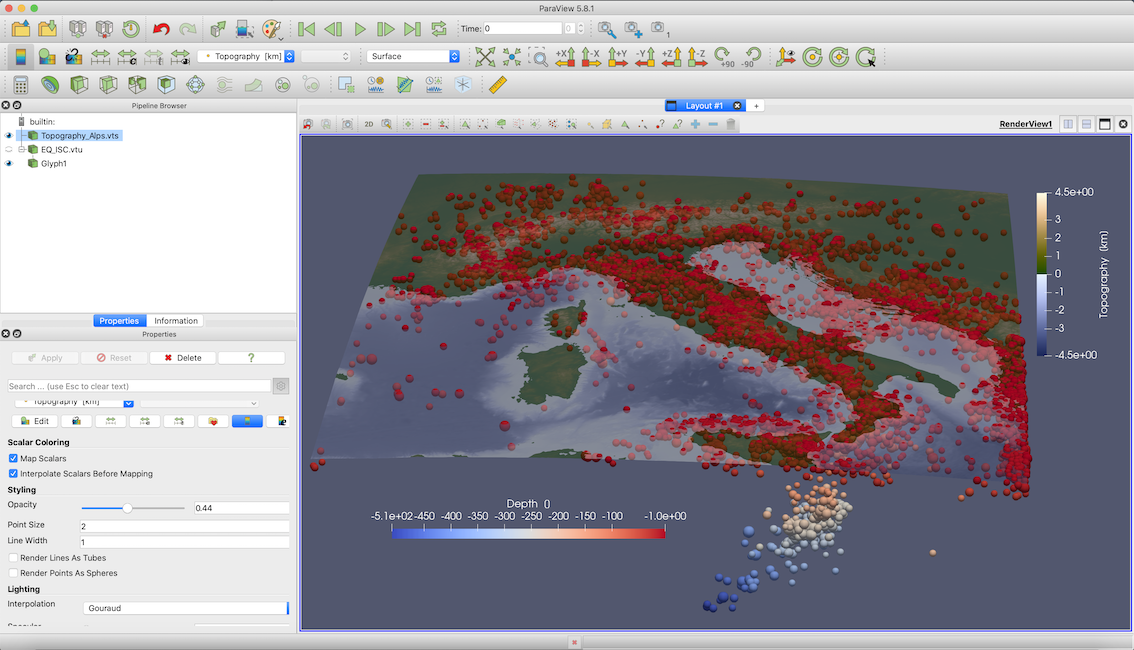 ParaView 5.8.1
Time: 0 0
1
Topography [km] Surface
+X -X +Y -Y +Z -Z +90 -90
Pipeline Browser
builtin:
Topography_Alps.vts
EQ_ISC.vtu
Glyph1
Properties Information
Properties
Apply Reset Delete ?
Search ... (use Esc to clear text)
Topography [km]
Edit
Scalar Coloring
Map Scalars
Interpolate Scalars Before Mapping
Styling
Opacity 0.44
Point Size 2
Line Width 1
Render Lines As Tubes
Render Points As Spheres
Lighting
Interpolation Gouraud
Specular
Layout #1 +
2D
RenderView1
4.5e+00
3
2
1
0
-1
-2
-3
-4.5e+00
Topography (km)
Depth ()
-5.1e+02 -450 -400 -350 -300 -250 -200 -150 -100 -1.0e+00